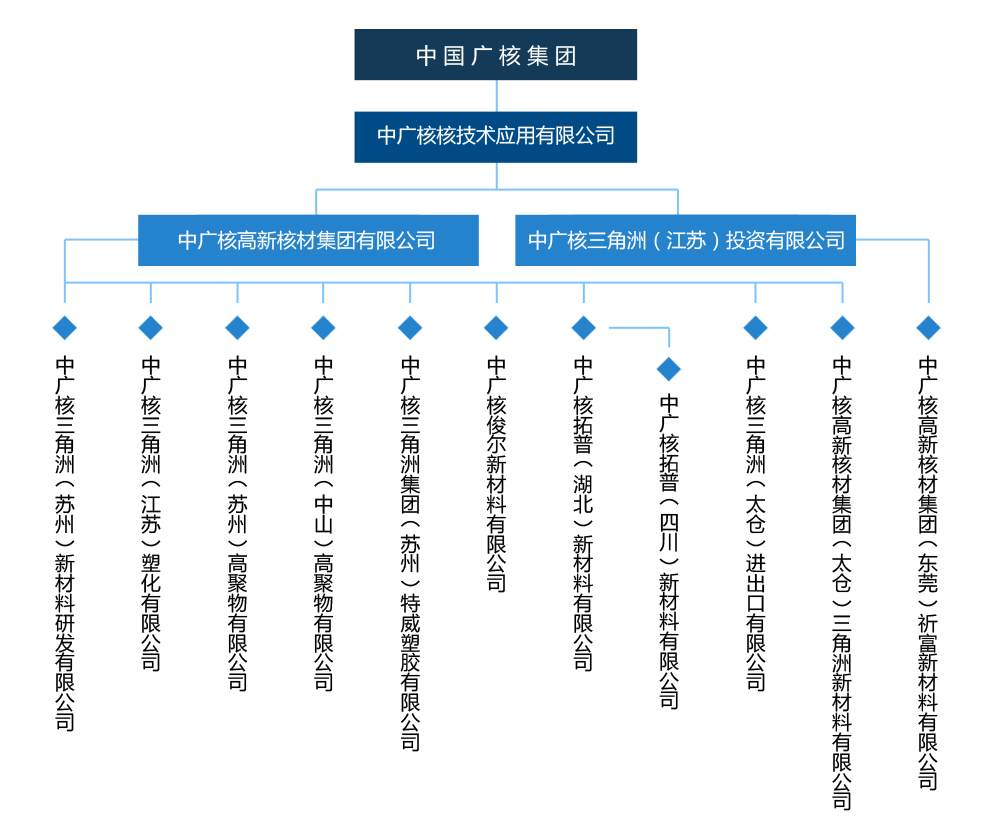 中国广核集团
中广核核技术应用有限公司
中广核高新核材集团有限公司
中广核三角洲（江苏）投资有限公司
中广核三角洲（苏州）新材料研发有限公司
中广核三角洲（江苏）塑化有限公司
中广核三角洲（苏州）高聚物有限公司
中广核三角洲（中山）高聚物有限公司
中广核三角洲集团（苏州）特威塑胶有限公司
中广核俊尔新材料有限公司
中广核拓普（湖北）新材料有限公司
中广核拓普（四川）新材料有限公司
中广核三角洲（太仓）进出口有限公司
中广核高新核材集团（太仓）三角洲新材料有限公司
中广核高新核材集团（东莞）祈富新材料有限公司